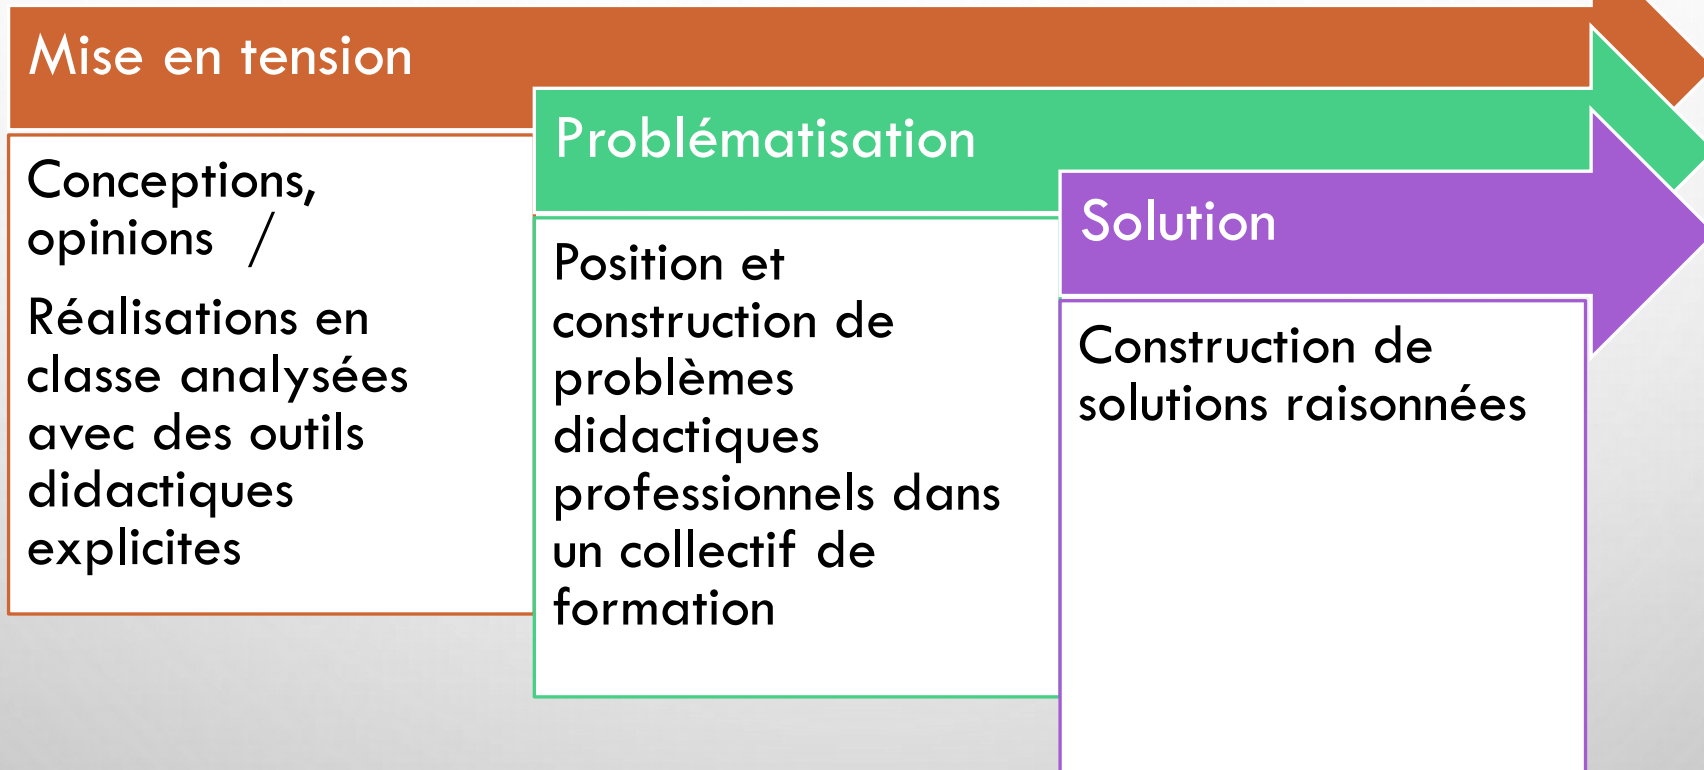 Mise en tension
Conceptions,
opinions /
Réalisations en
classe analysées
avec des outils
didactiques
explicites
Problématisation
Position et
construction de
problèmes
didactiques
professionnels dans
un collectif de
formation
Solution
Construction de
solutions raisonnées